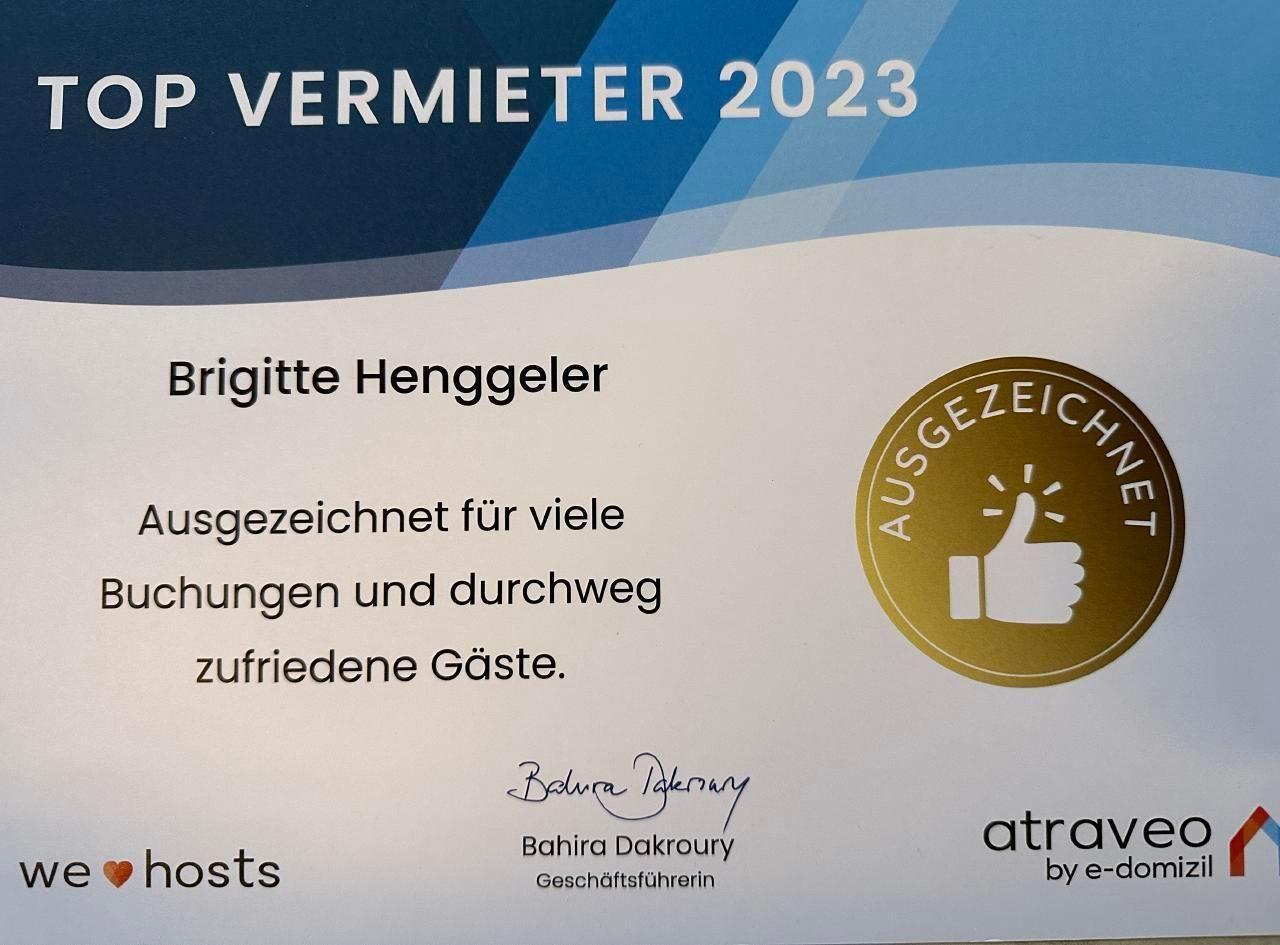 TOP VERMIETER 2023
Brigitte Henggeler
Ausgezeichnet für viele
Buchungen und durchweg
zufriedene Gäste.
AUSGEZEICHNET
Bahira Dakroury
Bahira Dakroury
Geschäftsführerin
we hosts
atraveo
by e-domizil